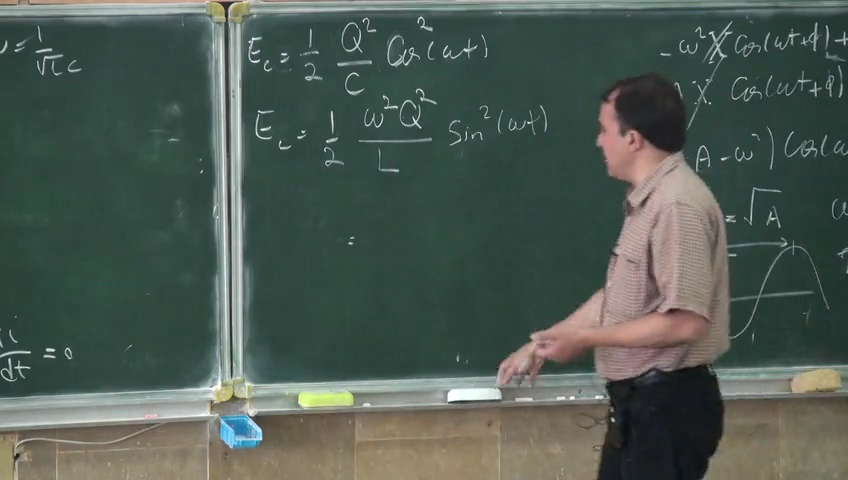 = 1/√LC
i/dt = 0
E_c = 1/2 Q²/C Cos²(ωt)
E_L = 1/2 ω²Q²/L Sin²(ωt)
=
-ω² X Cos(ωt+φ) +
X Cos(ωt+φ)
A - ω²) Cos(ω
= √A